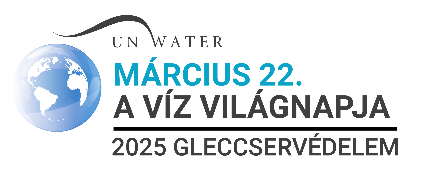 UN WATER
MÁRCIUS 22.
A VÍZ VILÁGNAPJA
2025 GLECCSERVÉDELEM